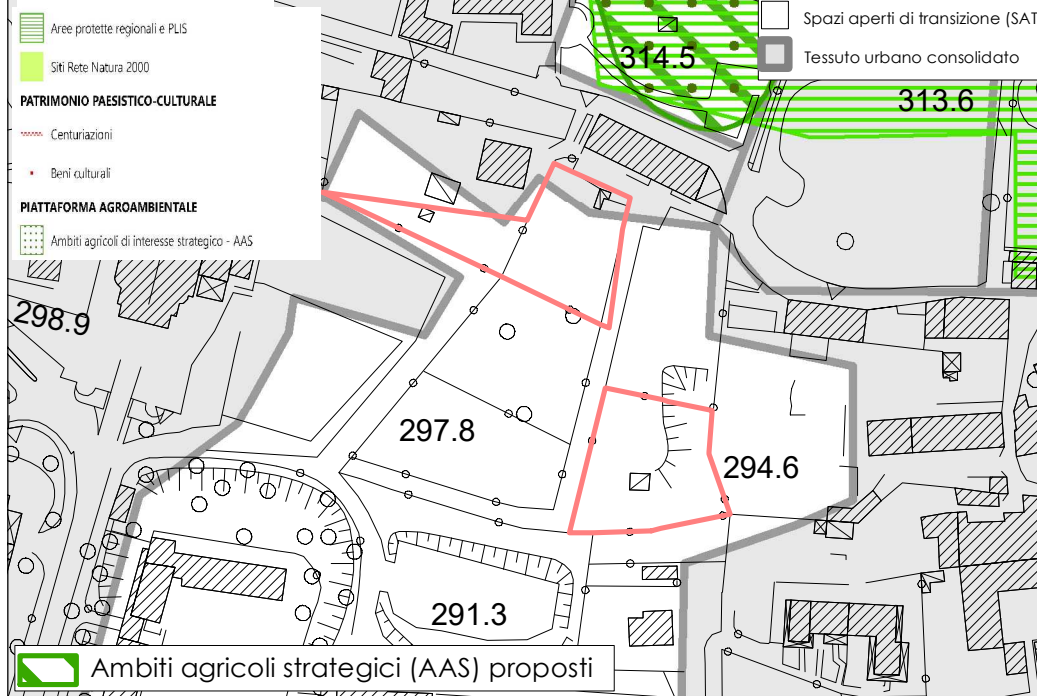 Aree protette regionali e PLIS
Siti Rete Natura 2000
PATRIMONIO PAESISTICO-CULTURALE
Centuriazioni
Beni culturali
PIATTAFORMA AGROAMBIENTALE
Ambiti agricoli di interesse strategico - AAS
Spazi aperti di transizione (SAT
Tessuto urbano consolidato
314.5
313.6
298.9
297.8
294.6
291.3
Ambiti agricoli strategici (AAS) proposti